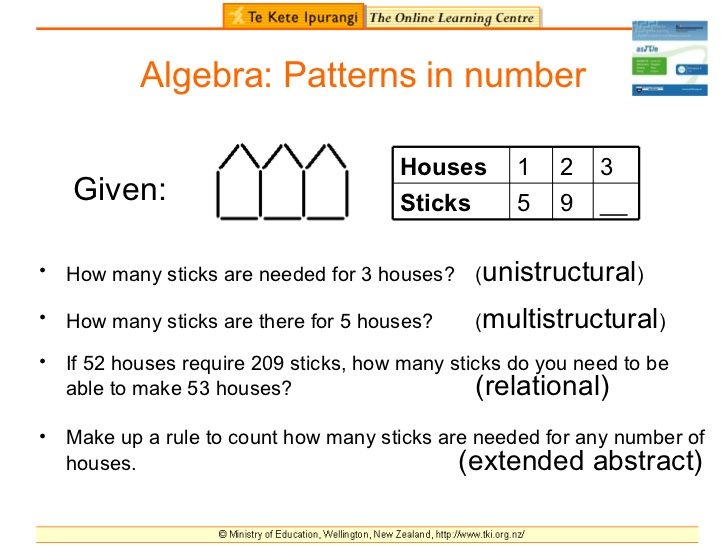 Te Kete Ipurangi The Online Learning Centre
asTTle
Algebra: Patterns in number
Given:
Houses 1 2 3
Sticks 5 9 __
• How many sticks are needed for 3 houses? (unistructural)
• How many sticks are there for 5 houses? (multistructural)
• If 52 houses require 209 sticks, how many sticks do you need to be
able to make 53 houses? (relational)
• Make up a rule to count how many sticks are needed for any number of
houses. (extended abstract)
© Ministry of Education, Wellington, New Zealand, http://www.tki.org.nz/